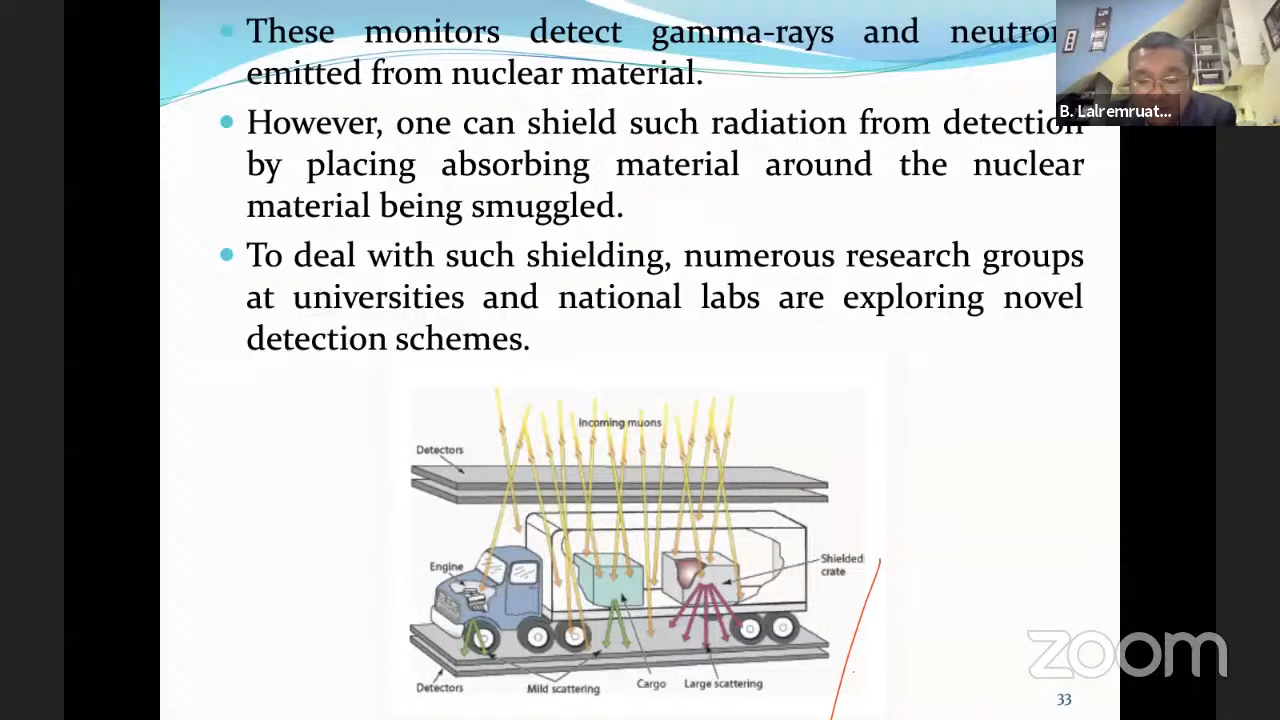 These monitors detect gamma-rays and neutron
emitted from nuclear material.
B. Lalremruat...
However, one can shield such radiation from detection
by placing absorbing material around the nuclear
material being smuggled.
To deal with such shielding, numerous research groups
at universities and national labs are exploring novel
detection schemes.
Incoming muons
Detectors
Engine
Shielded
crate
Detectors
Mild scattering
Cargo
Large scattering
zoom
33